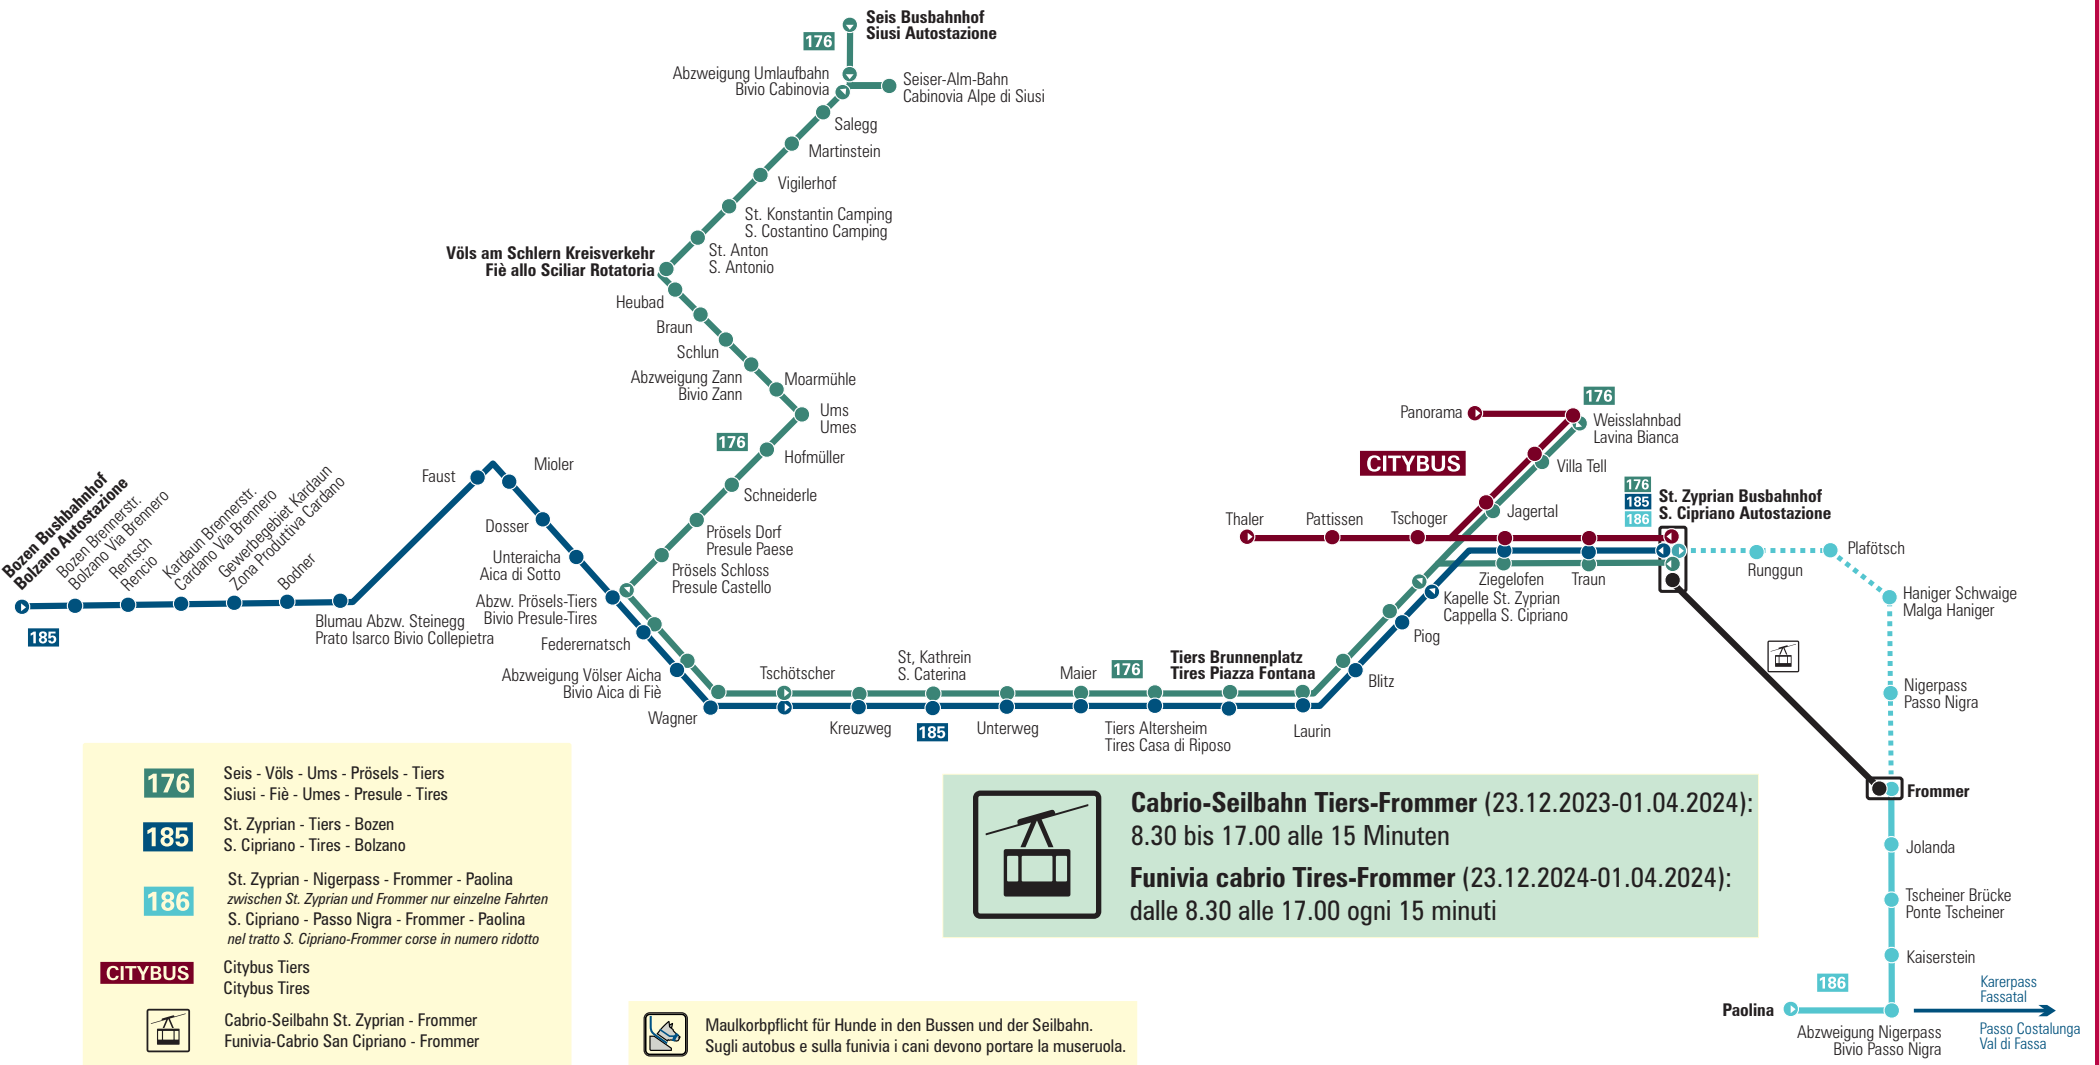 Seis Busbahnhof
Siusi Autostazione
176
Abzweigung Umlaufbahn
Bivio Cabinovia
Seiser-Alm-Bahn
Cabinovia Alpe di Siusi
Salegg
Martinstein
Vigilerhof
St. Konstantin Camping
S. Costantino Camping
St. Anton
S. Antonio
Völs am Schlern Kreisverkehr
Fiè allo Sciliar Rotatoria
Heubad
Braun
Schlun
Abzweigung Zann
Bivio Zann
Moarmühle
Ums
Umes
176
Hofmüller
Schneiderle
Prösels Dorf
Presule Paese
Prösels Schloss
Presule Castello
Bozen Bushbahnhof
Bolzano Autostazione
Bozen Brennerstr.
Bolzano Via Brennero
Rentsch
Rencio
Kardaun Brennerstr.
Cardano Via Brennero
Gewerbegebiet Kardaun
Zona Produttiva Cardano
Bodner
185
Blumau Abzw. Steinegg
Prato Isarco Bivio Collepietra
Faust
Mioler
Dosser
Unteraicha
Aica di Sotto
Abzw. Prösels-Tiers
Bivio Presule-Tires
Federernatsch
Abzweigung Völser Aicha
Bivio Aica di Fiè
Wagner
Tschötscher
Kreuzweg
St, Kathrein
S. Caterina
185
Unterweg
Maier
176
Tiers Altersheim
Tires Casa di Riposo
Tiers Brunnenplatz
Tires Piazza Fontana
Laurin
Blitz
Piog
Kapelle St. Zyprian
Cappella S. Cipriano
Ziegelofen
Traun
Thaler
Pattissen
Tschoger
Jagertal
Villa Tell
CITYBUS
Panorama
176
Weisslahnbad
Lavina Bianca
176
185
186
St. Zyprian Busbahnhof
S. Cipriano Autostazione
Runggun
Plafötsch
Haniger Schwaige
Malga Haniger
Nigerpass
Passo Nigra
Frommer
Jolanda
Tscheiner Brücke
Ponte Tscheiner
Kaiserstein
186
Paolina
Abzweigung Nigerpass
Bivio Passo Nigra
Karerpass
Fassatal
Passo Costalunga
Val di Fassa
176
Seis - Völs - Ums - Prösels - Tiers
Siusi - Fiè - Umes - Presule - Tires
185
St. Zyprian - Tiers - Bozen
S. Cipriano - Tires - Bolzano
186
St. Zyprian - Nigerpass - Frommer - Paolina
zwischen St. Zyprian und Frommer nur einzelne Fahrten
S. Cipriano - Passo Nigra - Frommer - Paolina
nel tratto S. Cipriano-Frommer corse in numero ridotto
CITYBUS
Citybus Tiers
Citybus Tires
Cabrio-Seilbahn St. Zyprian - Frommer
Funivia-Cabrio San Cipriano - Frommer
Cabrio-Seilbahn Tiers-Frommer (23.12.2023-01.04.2024):
8.30 bis 17.00 alle 15 Minuten
Funivia cabrio Tires-Frommer (23.12.2024-01.04.2024):
dalle 8.30 alle 17.00 ogni 15 minuti
Maulkorbpflicht für Hunde in den Bussen und der Seilbahn.
Sugli autobus e sulla funivia i cani devono portare la museruola.